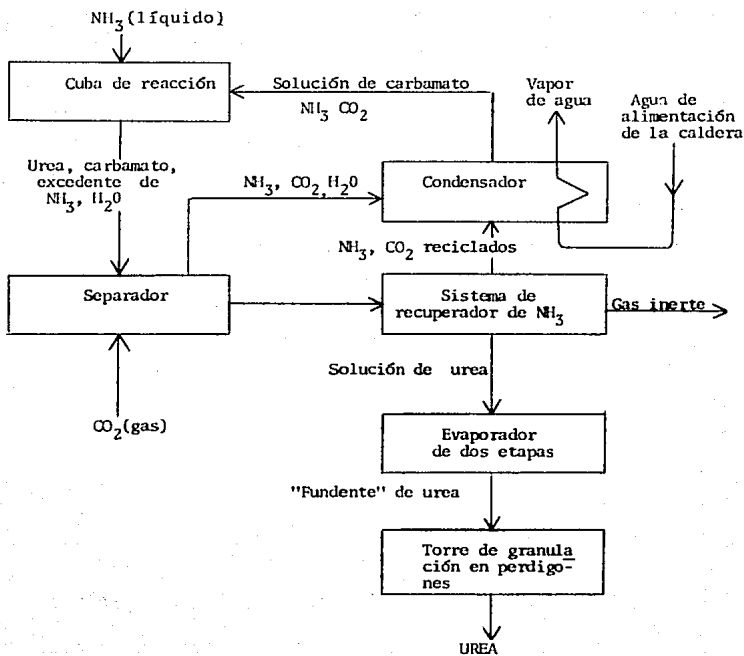 NH3(líquido)
Cuba de reacción
Solución de carbamato
NH3 CO2
Vapor
de agua
Agua de
alimentación
de la caldera
Urea, carbamato,
excedente de
NH3, H2O
NH3, CO2, H2O
Condensador
NH3, CO2 reciclados
Separador
Sistema de
recuperador de NH3
Gas inerte
Solución de urea
CO2(gas)
Evaporador
de dos etapas
"Fundente" de urea
Torre de granula
ción en perdigo-
nes
UREA